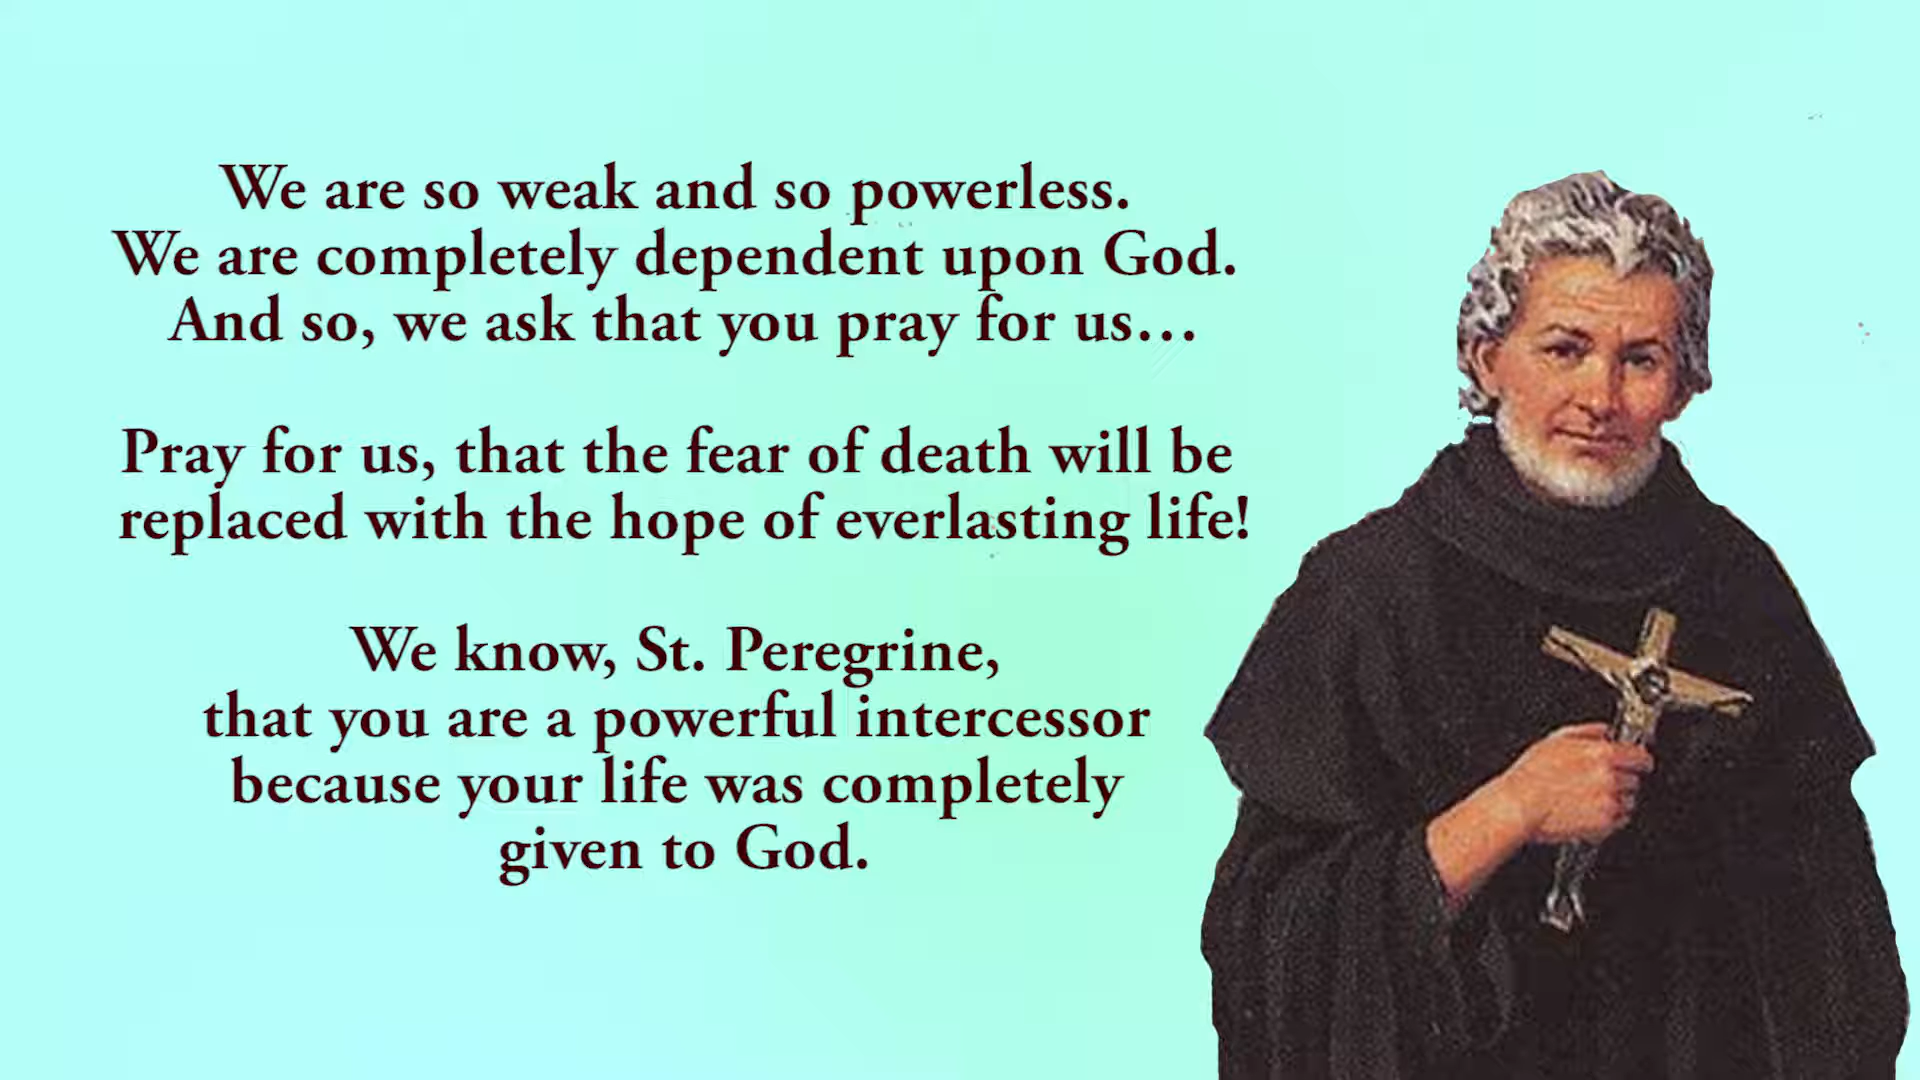 We are so weak and so powerless.
We are completely dependent upon God.
And so, we ask that you pray for us...
Pray for us, that the fear of death will be
replaced with the hope of everlasting life!
We know, St. Peregrine,
that you are a powerful intercessor
because your life was completely
given to God.